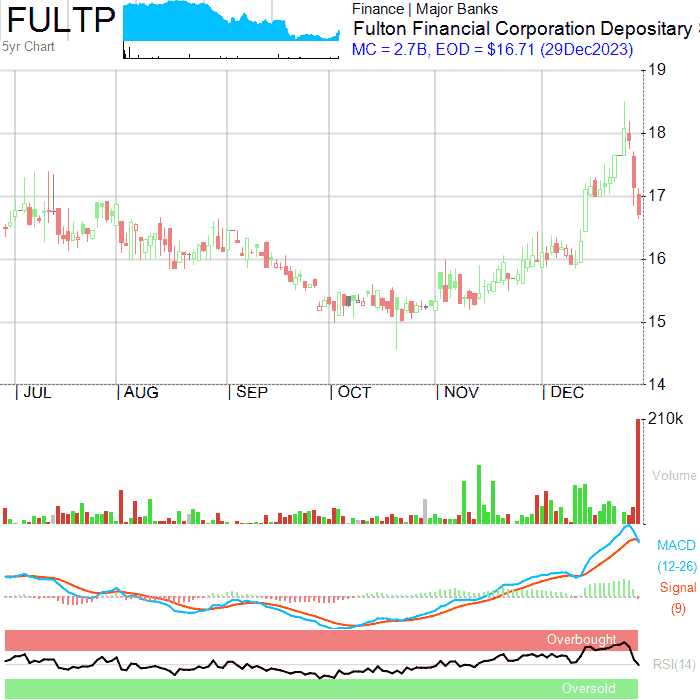 FULTP
5yr Chart
Finance | Major Banks
Fulton Financial Corporation Depositary
MC = 2.7B, EOD = $16.71 (29Dec2023)
19
18
17
16
15
14
JUL AUG SEP OCT NOV DEC
210k
Volume
MACD
(12-26)
Signal
(9)
Overbought
RSI(14)
Oversold